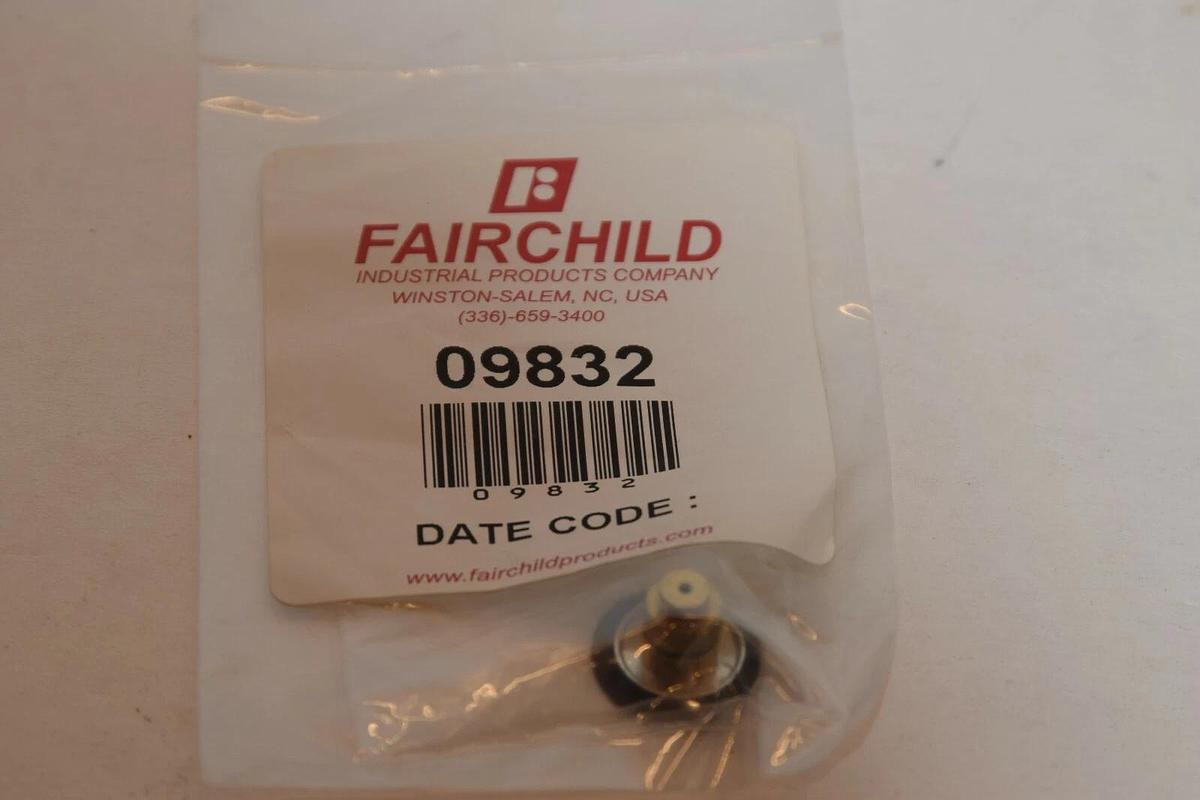 FAIRCHILD
INDUSTRIAL PRODUCTS COMPANY
WINSTON-SALEM, NC, USA
(336)-659-3400
09832
09832
DATE CODE :
www.fairchildproducts.com